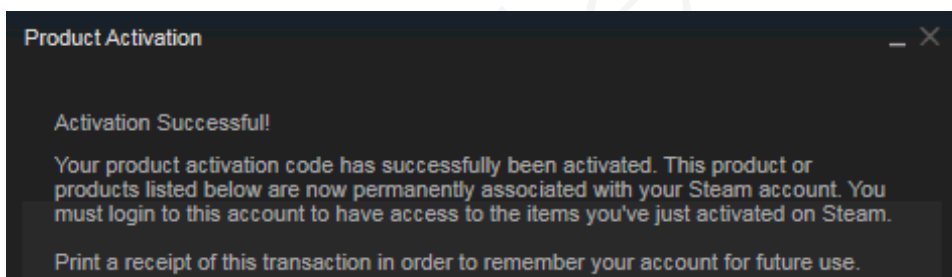 Product Activation
Activation Successful!
Your product activation code has successfully been activated. This product or
products listed below are now permanently associated with your Steam account. You
must login to this account to have access to the items you've just activated on Steam.
Print a receipt of this transaction in order to remember your account for future use.